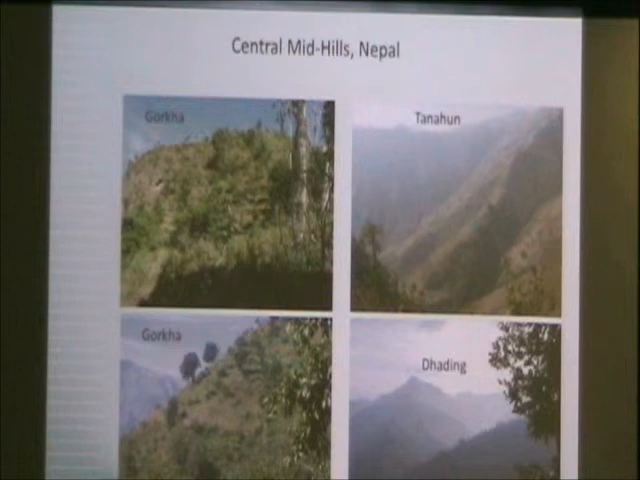 Central Mid-Hills, Nepal
Gorkha
Tanahun
Gorkha
Dhading